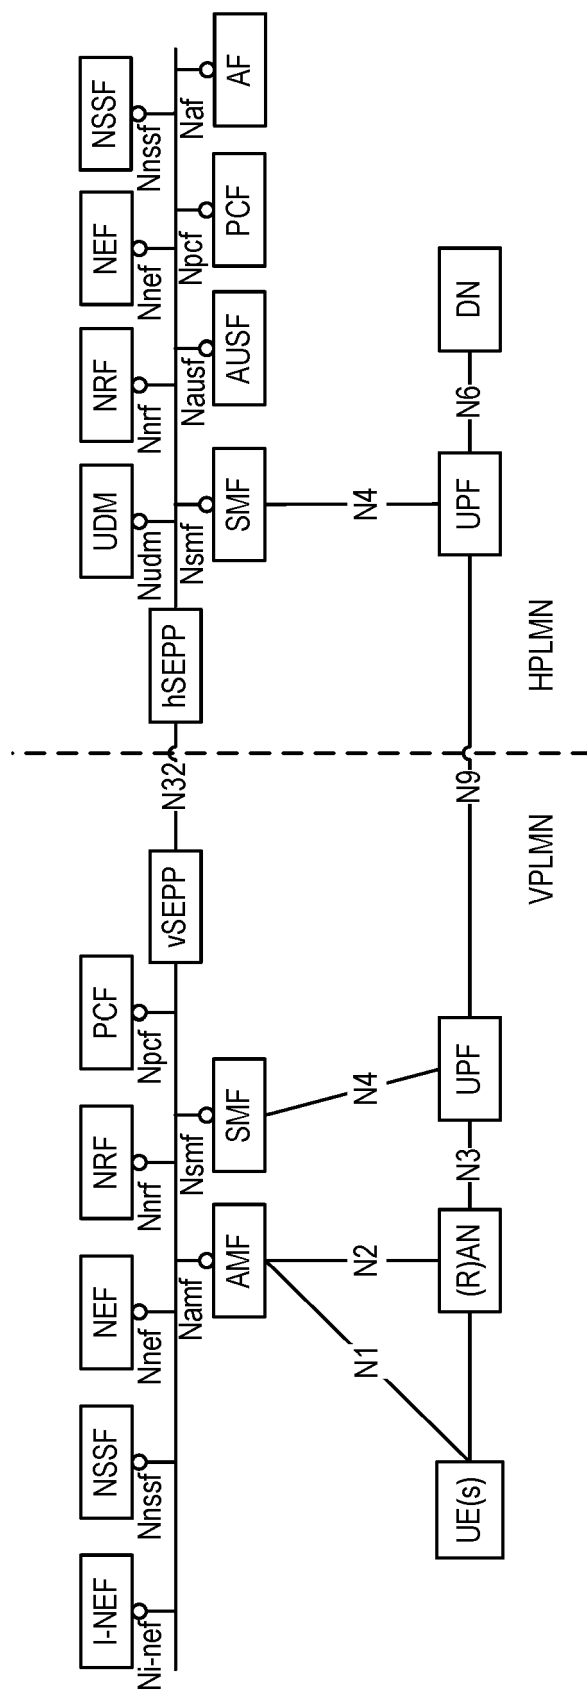 I-NEF
NSSF
NEF
NRF
PCF
UDM
NRF
NEF
NSSF
Ni-nef
Nnssf
Nnef
Nnrf
Npcf
Nudm
Nnrf
Nnef
Nnssf
vSEPP
N32
hSEPP
Namf
Nsmf
Nsmf
Nausf
Npcf
Naf
AMF
SMF
SMF
AUSF
PCF
AF
N1
N2
N4
N4
UE(s)
(R)AN
N3
UPF
N9
UPF
N6
DN
VPLMN
HPLMN